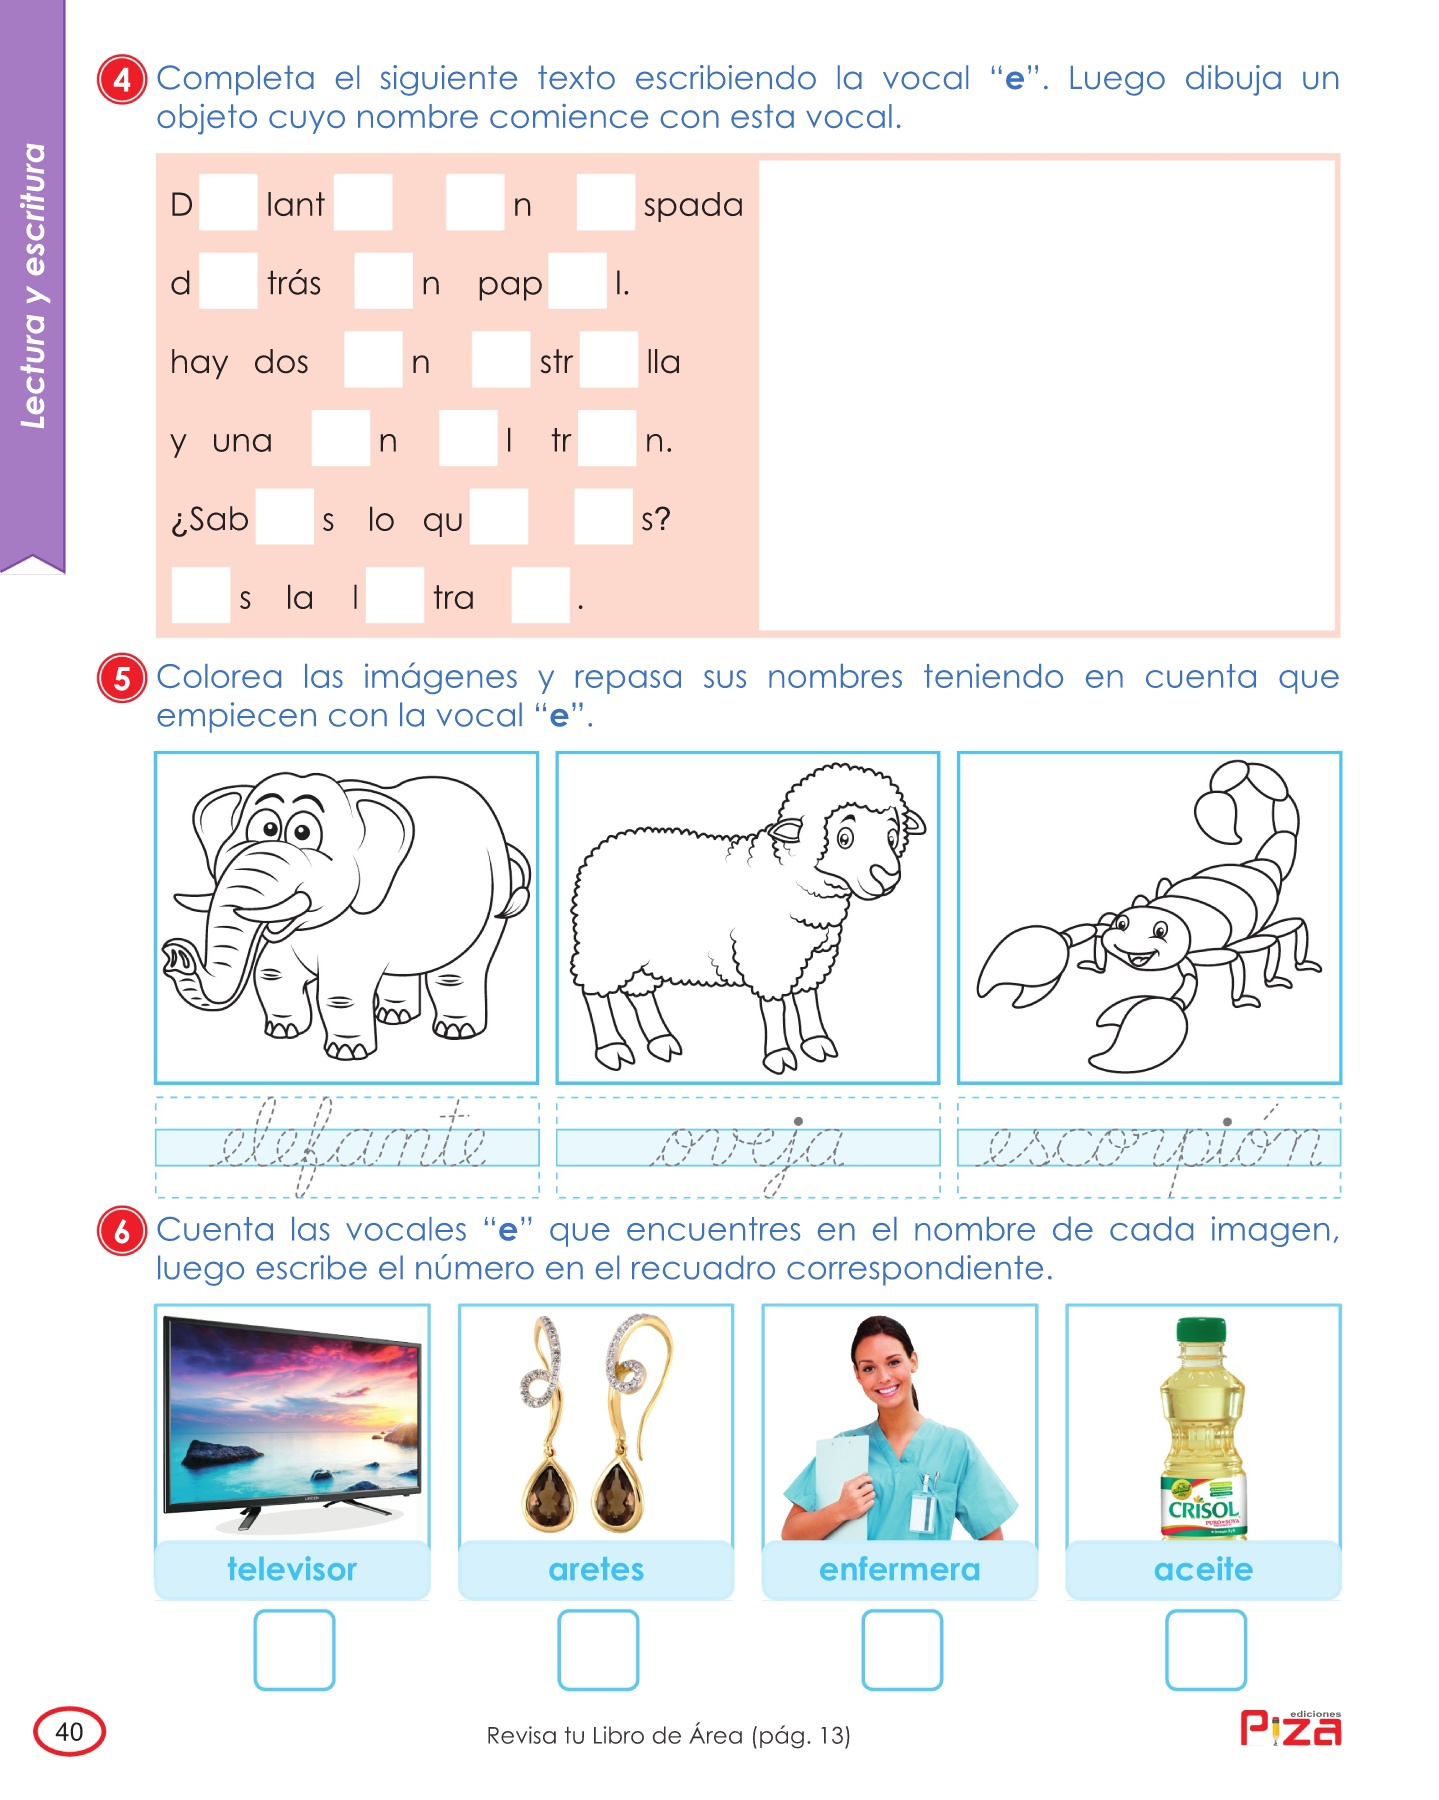 Lectura y escritura
4 Completa el siguiente texto escribiendo la vocal “e”. Luego dibuja un
objeto cuyo nombre comience con esta vocal.
D lant n spada
d trás n pap l.
hay dos n str lla
y una n l tr n.
¿Sab s lo qu s?
s la l tra .
5 Colorea las imágenes y repasa sus nombres teniendo en cuenta que
empiecen con la vocal “e”.
elefante oveja escorpión
6 Cuenta las vocales “e” que encuentres en el nombre de cada imagen,
luego escribe el número en el recuadro correspondiente.
CRISOL
televisor aretes enfermera aceite
40
Revisa tu Libro de Área (pág. 13)
ediciones
Piza